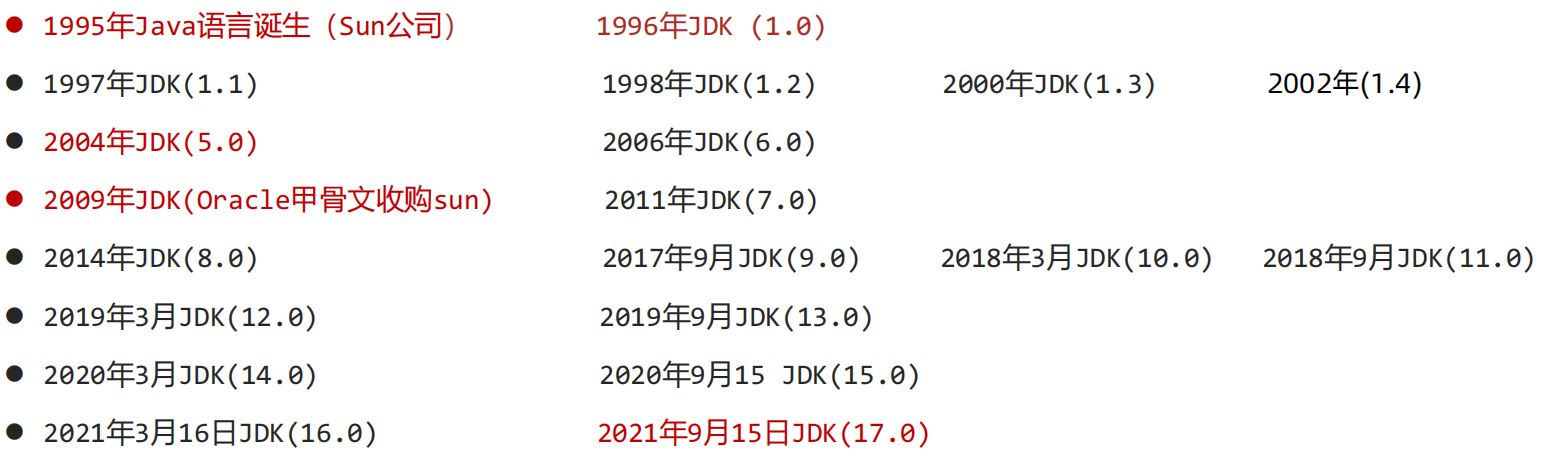 ● 1995年Java语言诞生（Sun公司） 1996年JDK (1.0)
● 1997年JDK(1.1) 1998年JDK(1.2) 2000年JDK(1.3) 2002年(1.4)
● 2004年JDK(5.0) 2006年JDK(6.0)
● 2009年JDK(Oracle甲骨文收购sun) 2011年JDK(7.0)
● 2014年JDK(8.0) 2017年9月JDK(9.0) 2018年3月JDK(10.0) 2018年9月JDK(11.0)
● 2019年3月JDK(12.0) 2019年9月JDK(13.0)
● 2020年3月JDK(14.0) 2020年9月15 JDK(15.0)
● 2021年3月16日JDK(16.0) 2021年9月15日JDK(17.0)